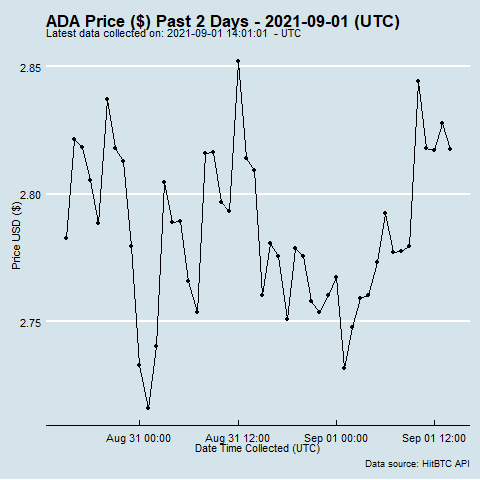 ADA Price ($) Past 2 Days - 2021-09-01 (UTC)
Latest data collected on: 2021-09-01 14:01:01 - UTC
2.85
2.80
2.75
Price USD ($)
Aug 31 00:00 Aug 31 12:00 Sep 01 00:00 Sep 01 12:00
Date Time Collected (UTC)
Data source: HitBTC API